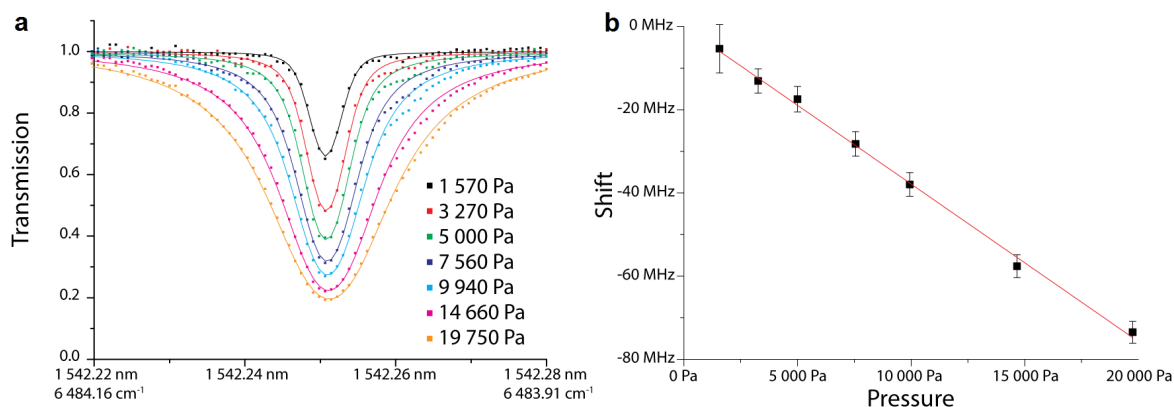 a
Transmission
1.0
0.8
0.6
0.4
0.2
0.0
1 570 Pa
3 270 Pa
5 000 Pa
7 560 Pa
9 940 Pa
14 660 Pa
19 750 Pa
1 542.22 nm
1 542.24 nm
1 542.26 nm
1 542.28 nm
6 484.16 cm⁻¹
6 483.91 cm⁻¹
b
Shift
0 MHz
-20 MHz
-40 MHz
-60 MHz
-80 MHz
0 Pa
5 000 Pa
10 000 Pa
15 000 Pa
20 000 Pa
Pressure